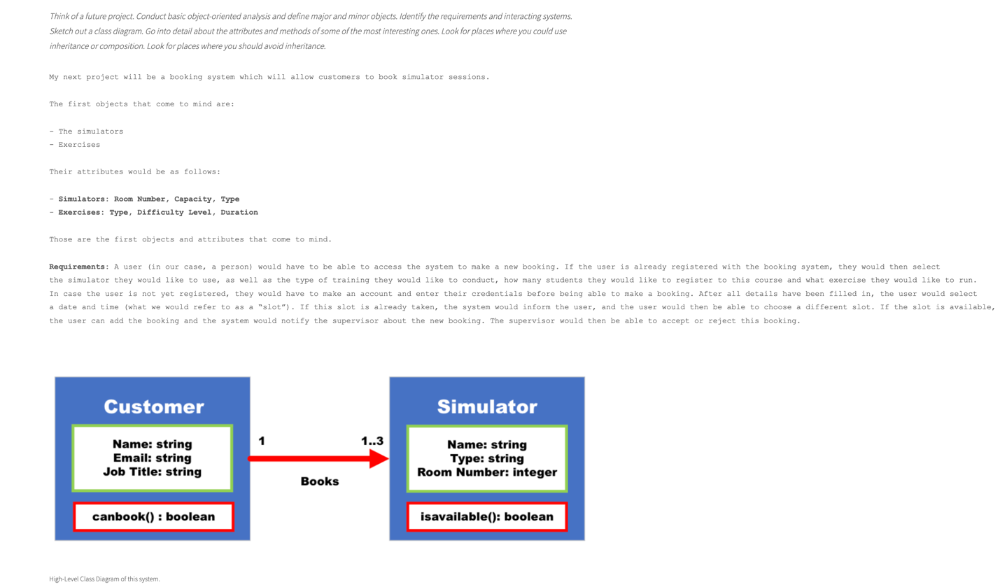 Think of a future project. Conduct basic object-oriented analysis and define major and minor objects. Identify the requirements and interacting systems.
Sketch out a class diagram. Go into detail about the attributes and methods of some of the most interesting ones. Look for places where you could use
inheritance or composition. Look for places where you should avoid inheritance.
My next project will be a booking system which will allow customers to book simulator sessions.
The first objects that come to mind are:
- The simulators
- Exercises
Their attributes would be as follows:
- Simulators: Room Number, Capacity, Type
- Exercises: Type, Difficulty Level, Duration
Those are the first objects and attributes that come to mind.
Requirements: A user (in our case, a person) would have to be able to access the system to make a new booking. If the user is already registered with the booking system, they would then select
the simulator they would like to use, as well as the type of training they would like to conduct, how many students they would like to register to this course and what exercise they would like to run.
In case the user is not yet registered, they would have to make an account and enter their credentials before being able to make a booking. After all details have been filled in, the user would select
a date and time (what we would refer to as a “slot”). If this slot is already taken, the system would inform the user, and the user would then be able to choose a different slot. If the slot is available,
the user can add the booking and the system would notify the supervisor about the new booking. The supervisor would then be able to accept or reject this booking.
Customer
Name: string
Email: string
Job Title: string
canbook() : boolean
1
1..3
Books
Simulator
Name: string
Type: string
Room Number: integer
isavailable(): boolean
High-Level Class Diagram of this system.